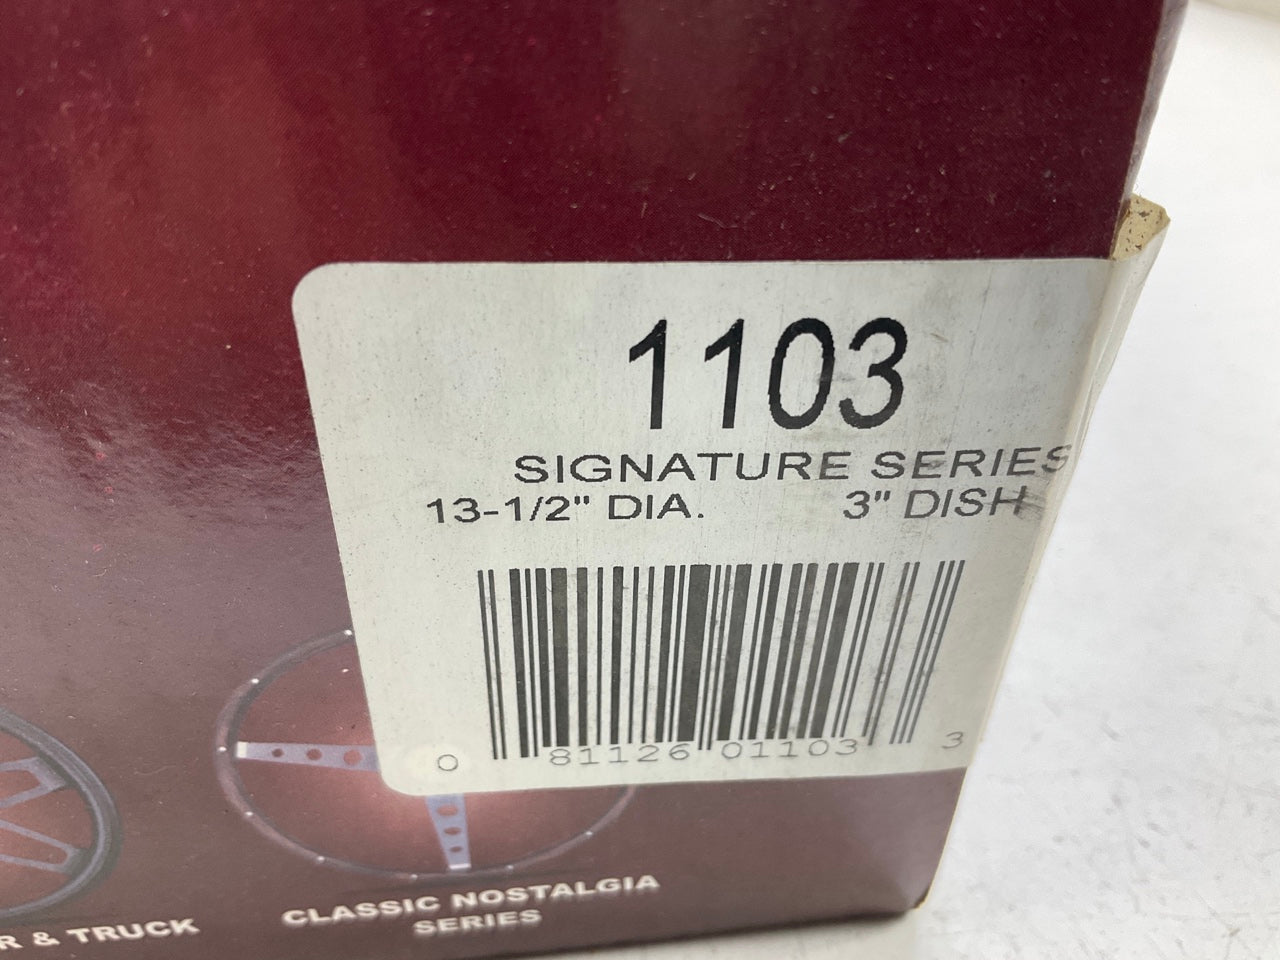 1103
SIGNATURE SERIES
13-1/2" DIA. 3" DISH
0 81126 01103 3
CLASSIC NOSTALGIA
SERIES
R & TRUCK